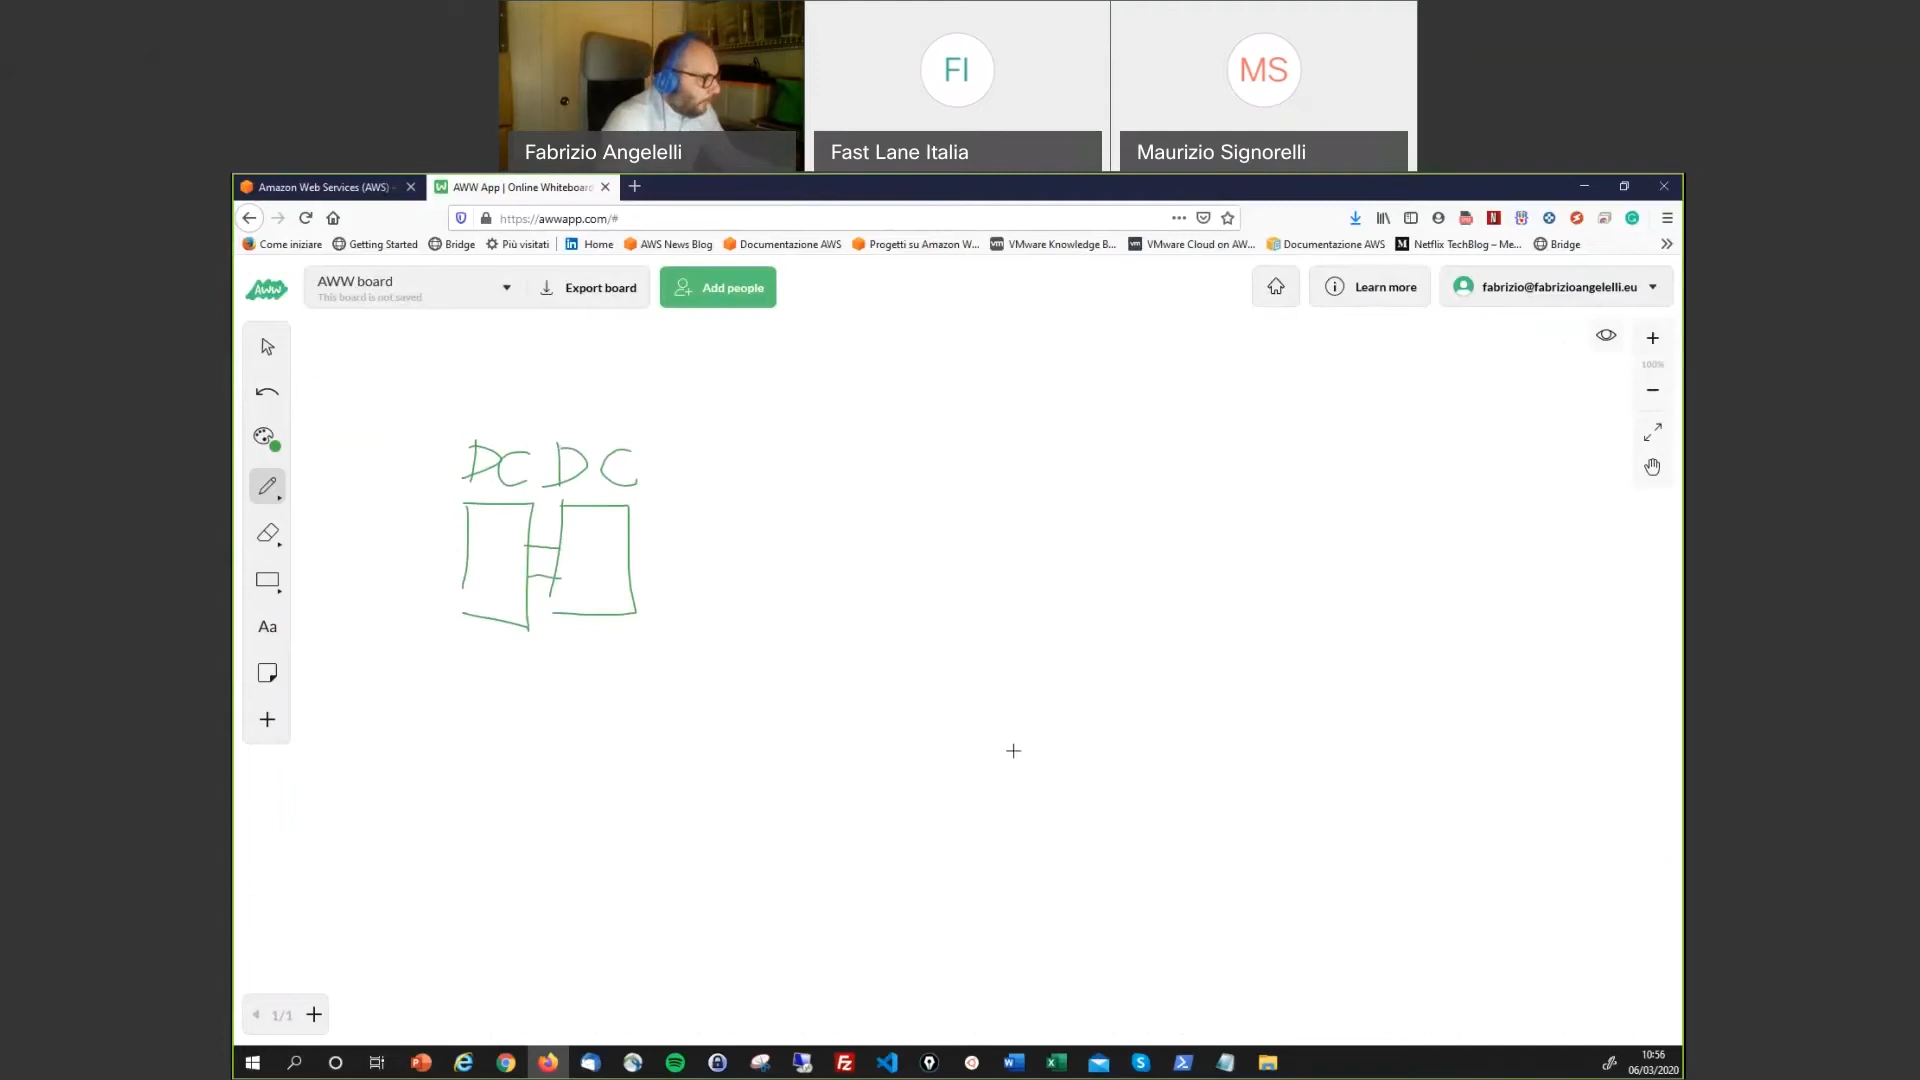 FI
MS
Fabrizio Angelelli
Fast Lane Italia
Maurizio Signorelli
Amazon Web Services (AWS) -
AWW App | Online Whiteboard
https://awwapp.com/#
Come iniziare
Getting Started
Bridge
Più visitati
Home
AWS News Blog
Documentazione AWS
Progetti su Amazon W...
VMware Knowledge B...
VMware Cloud on AW...
Documentazione AWS
Netflix TechBlog – Me...
Bridge
AWW
AWW board
This board is not saved
Export board
Add people
Learn more
fabrizio@fabrizioangelelli.eu
100%
DC DC
Aa
1/1
10:56
06/03/2020